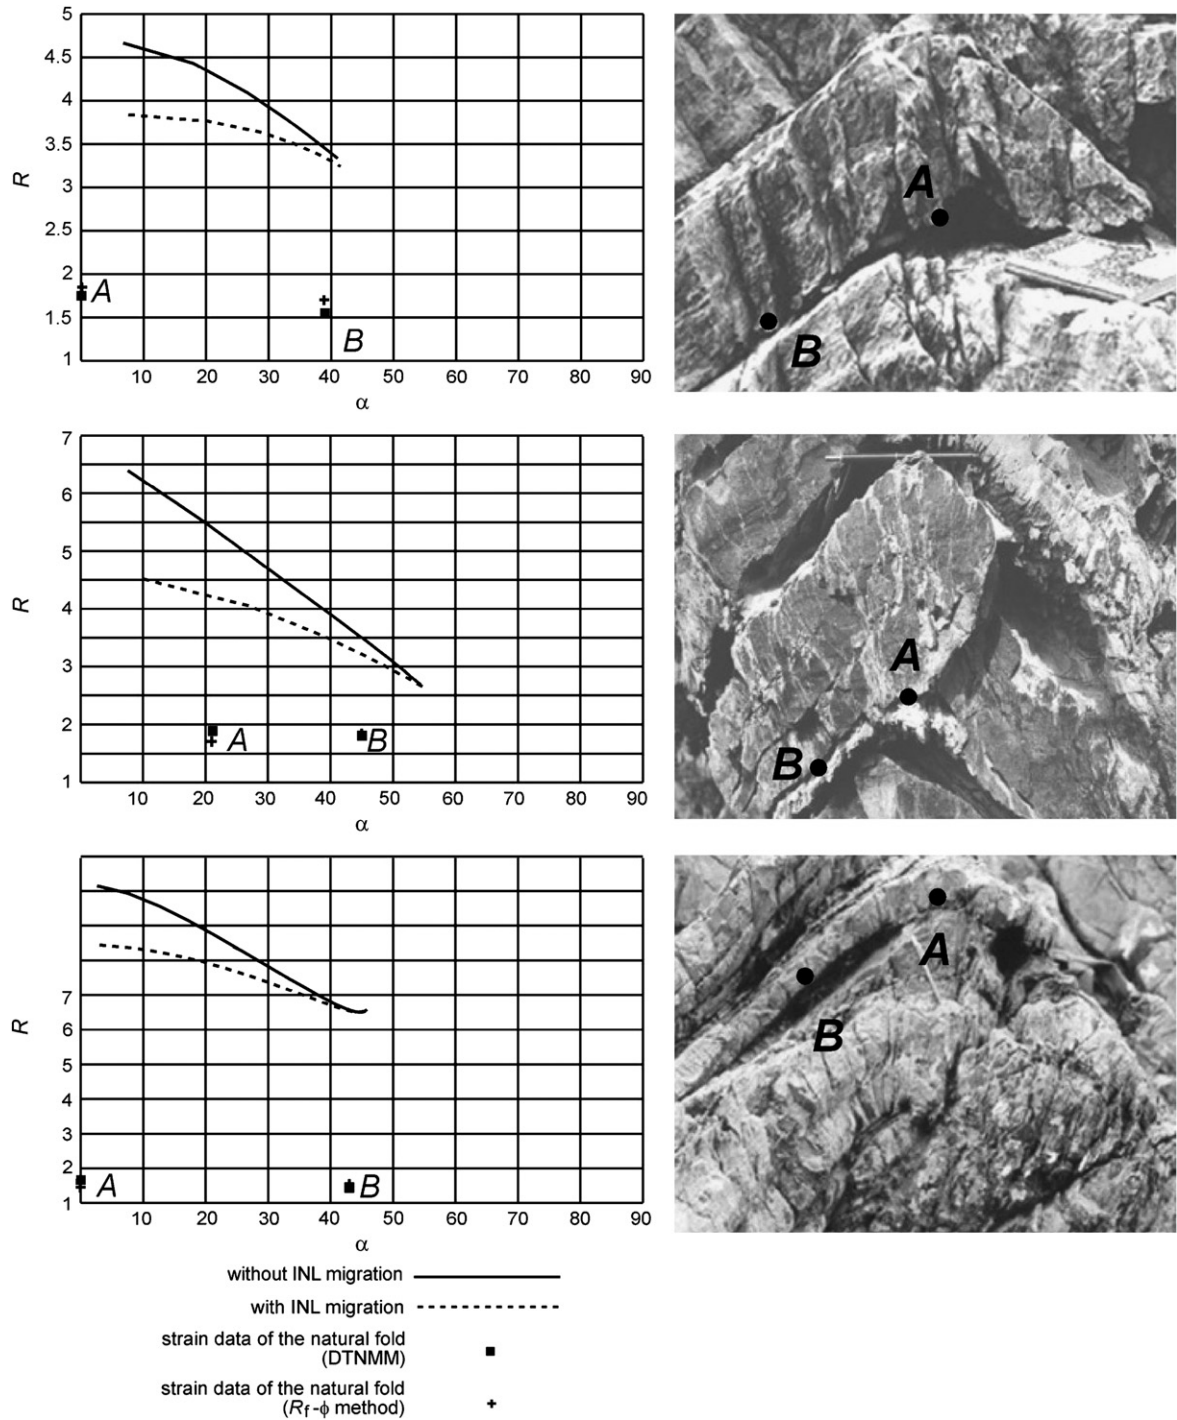 5
4.5
4
3.5
3
2.5
2
1.5
1
R
A
B
10 20 30 40 50 60 70 80 90
α
A
B
7
6
5
4
3
2
1
R
A
B
10 20 30 40 50 60 70 80 90
α
A
B
7
6
5
4
3
2
1
R
A
B
10 20 30 40 50 60 70 80 90
α
A
B
without INL migration
with INL migration
strain data of the natural fold
(DTNMM)
strain data of the natural fold
(Rf-ϕ method)